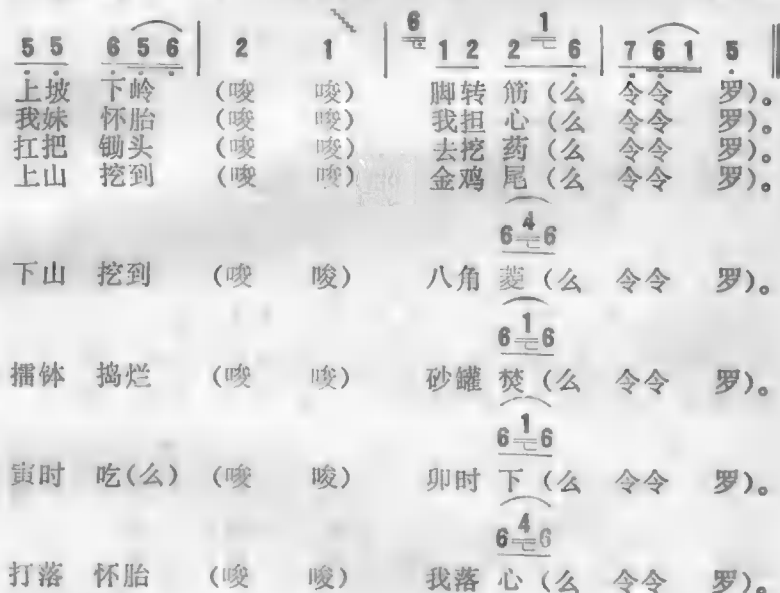 6 1
5 5 6 5 6 2 1 1 2 2 6 7 6 1 5
上坡 下岭 (唆 唆) 脚转 筋 (么 令令 罗)。
我妹 怀胎 (唆 唆) 我担 心 (么 令令 罗)。
扛把 锄头 (唆 唆) 去挖 药 (么 令令 罗)。
上山 挖到 (唆 唆) 金鸡 尾 (么 令令 罗)。
6 4 6
下山 挖到 (唆 唆) 八角 菱 (么 令令 罗)。
6 1 6
擂钵 捣烂 (唆 唆) 砂罐 焚 (么 令令 罗)。
6 1 6
寅时 吃(么) (唆 唆) 卯时 下 (么 令令 罗)。
6 4 6
打落 怀胎 (唆 唆) 我落 心 (么 令令 罗)。